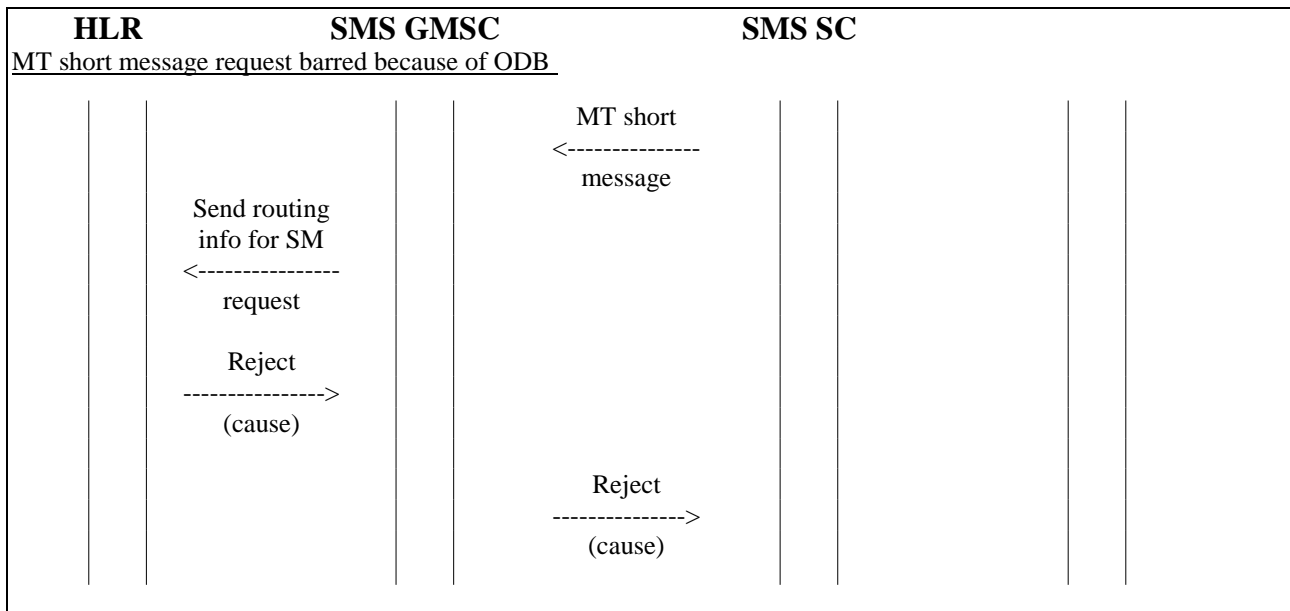 HLR SMS GMSC SMS SC
MT short message request barred because of ODB
MT short
<---------------
message
Send routing
info for SM
<----------------
request
Reject
---------------->
(cause)
Reject
--------------->
(cause)